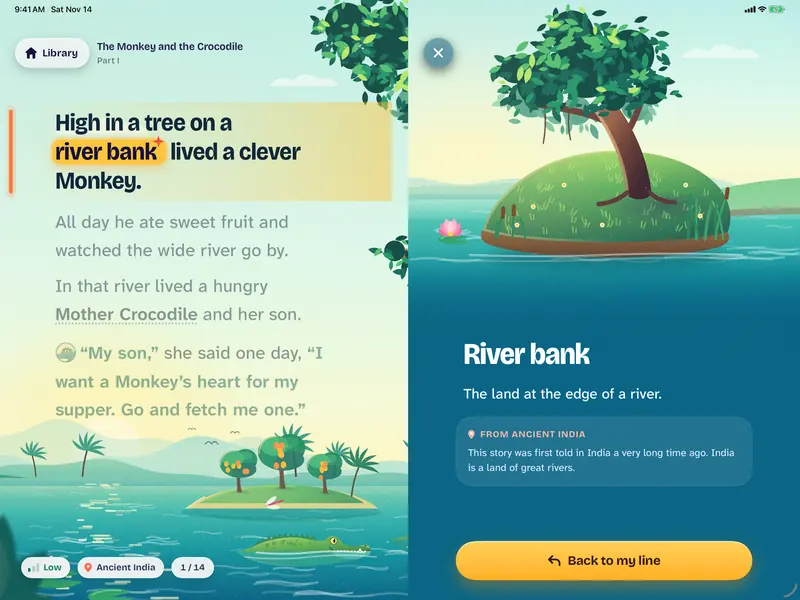 9:41 AM Sat Nov 14
Library
The Monkey and the Crocodile
Part I
High in a tree on a
river bank lived a clever
Monkey.
All day he ate sweet fruit and
watched the wide river go by.
In that river lived a hungry
Mother Crocodile and her son.
“My son,” she said one day, “I
want a Monkey’s heart for my
supper. Go and fetch me one.”
Low
Ancient India
1 / 14
River bank
The land at the edge of a river.
FROM ANCIENT INDIA
This story was first told in India a very long time ago. India
is a land of great rivers.
Back to my line